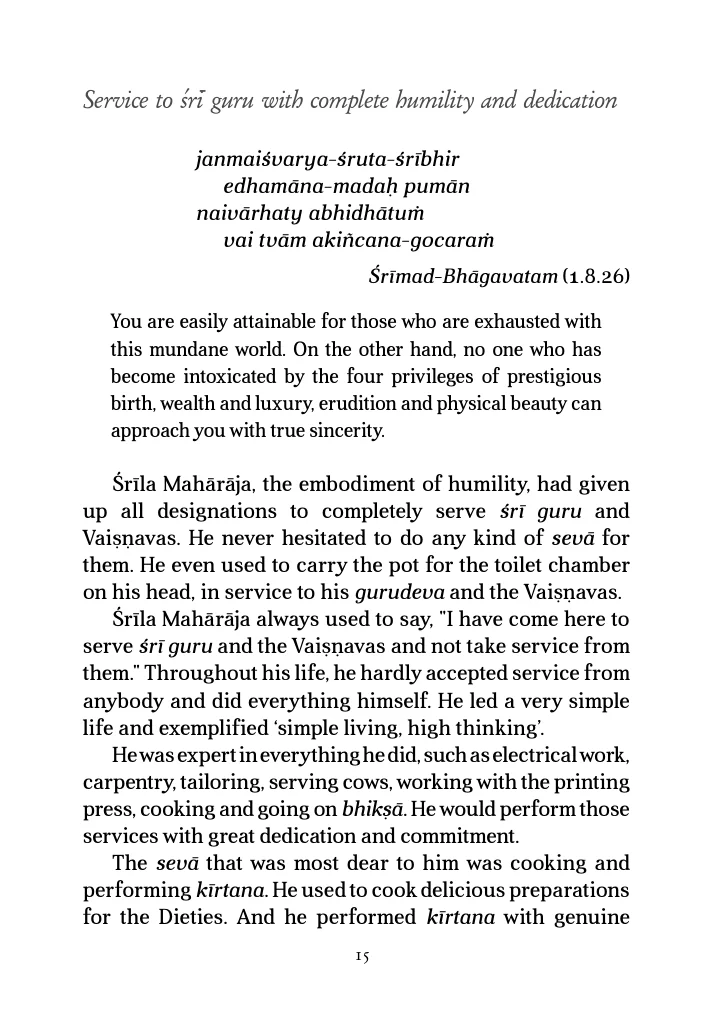 Service to śrī guru with complete humility and dedication
janmaiśvarya-śruta-śrībhir
edhamāna-madaḥ pumān
naivārhaty abhidhātuṁ
vai tvām akiñcana-gocaraṁ
Śrīmad-Bhāgavatam (1.8.26)
You are easily attainable for those who are exhausted with
this mundane world. On the other hand, no one who has
become intoxicated by the four privileges of prestigious
birth, wealth and luxury, erudition and physical beauty can
approach you with true sincerity.
Śrīla Mahārāja, the embodiment of humility, had given
up all designations to completely serve śrī guru and
Vaiṣṇavas. He never hesitated to do any kind of sevā for
them. He even used to carry the pot for the toilet chamber
on his head, in service to his gurudeva and the Vaiṣṇavas.
Śrīla Mahārāja always used to say, "I have come here to
serve śrī guru and the Vaiṣṇavas and not take service from
them." Throughout his life, he hardly accepted service from
anybody and did everything himself. He led a very simple
life and exemplified ‘simple living, high thinking’.
He was expert in everything he did, such as electrical work,
carpentry, tailoring, serving cows, working with the printing
press, cooking and going on bhikṣā. He would perform those
services with great dedication and commitment.
The sevā that was most dear to him was cooking and
performing kīrtana. He used to cook delicious preparations
for the Dieties. And he performed kīrtana with genuine
15